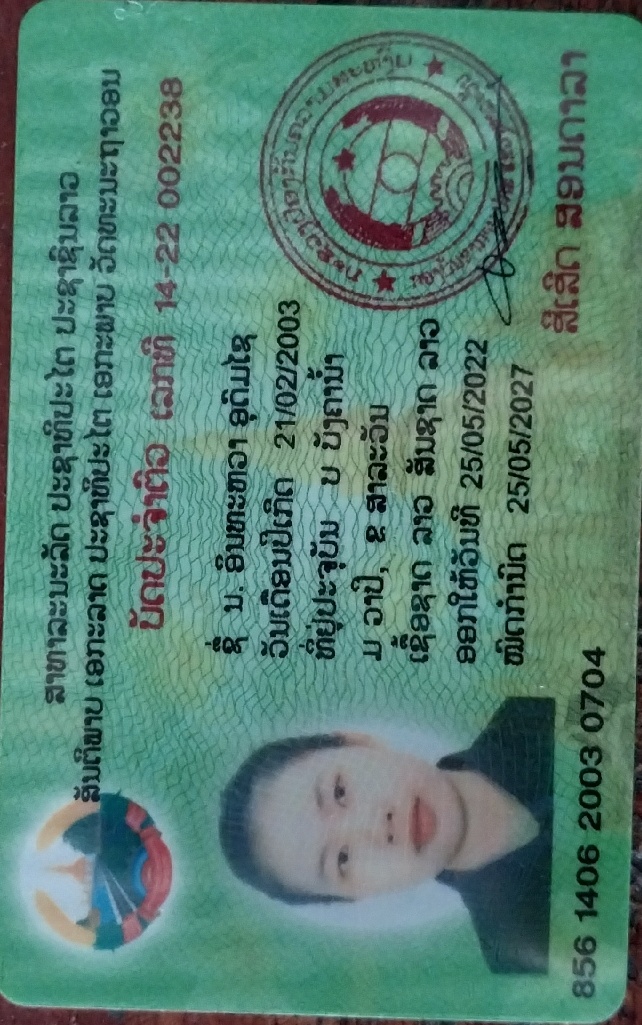 ສາທາລະນະລັດ ປະຊາທິປະໄຕ ປະຊາຊົນລາວ
ສັນຕິພາບ ເອກະລາດ ປະຊາທິປະໄຕ ເອກະພາບ ວັດທະນະຖາວອນ
ບັດປະຈຳຕົວ ເລກທີ 14-22 002238
ຊື່ ນ. ອິນທະຫວາ ອຸດົມໄຊ
ວັນເດືອນປີເກີດ 21/02/2003
ທີ່ຢູ່ປະຈຸບັນ ບ ບັງຄານ້ຳ
ມ ວາປີ, ຂ ສາລະວັນ
ເຊື້ອຊາດ ລາວ ສັນຊາດ ລາວ
ອອກໃຫ້ວັນທີ 25/05/2022
ໝົດກຳນົດ 25/05/2027
ສີເລີດ ສອນດາລາ
856 1406 2003 0704